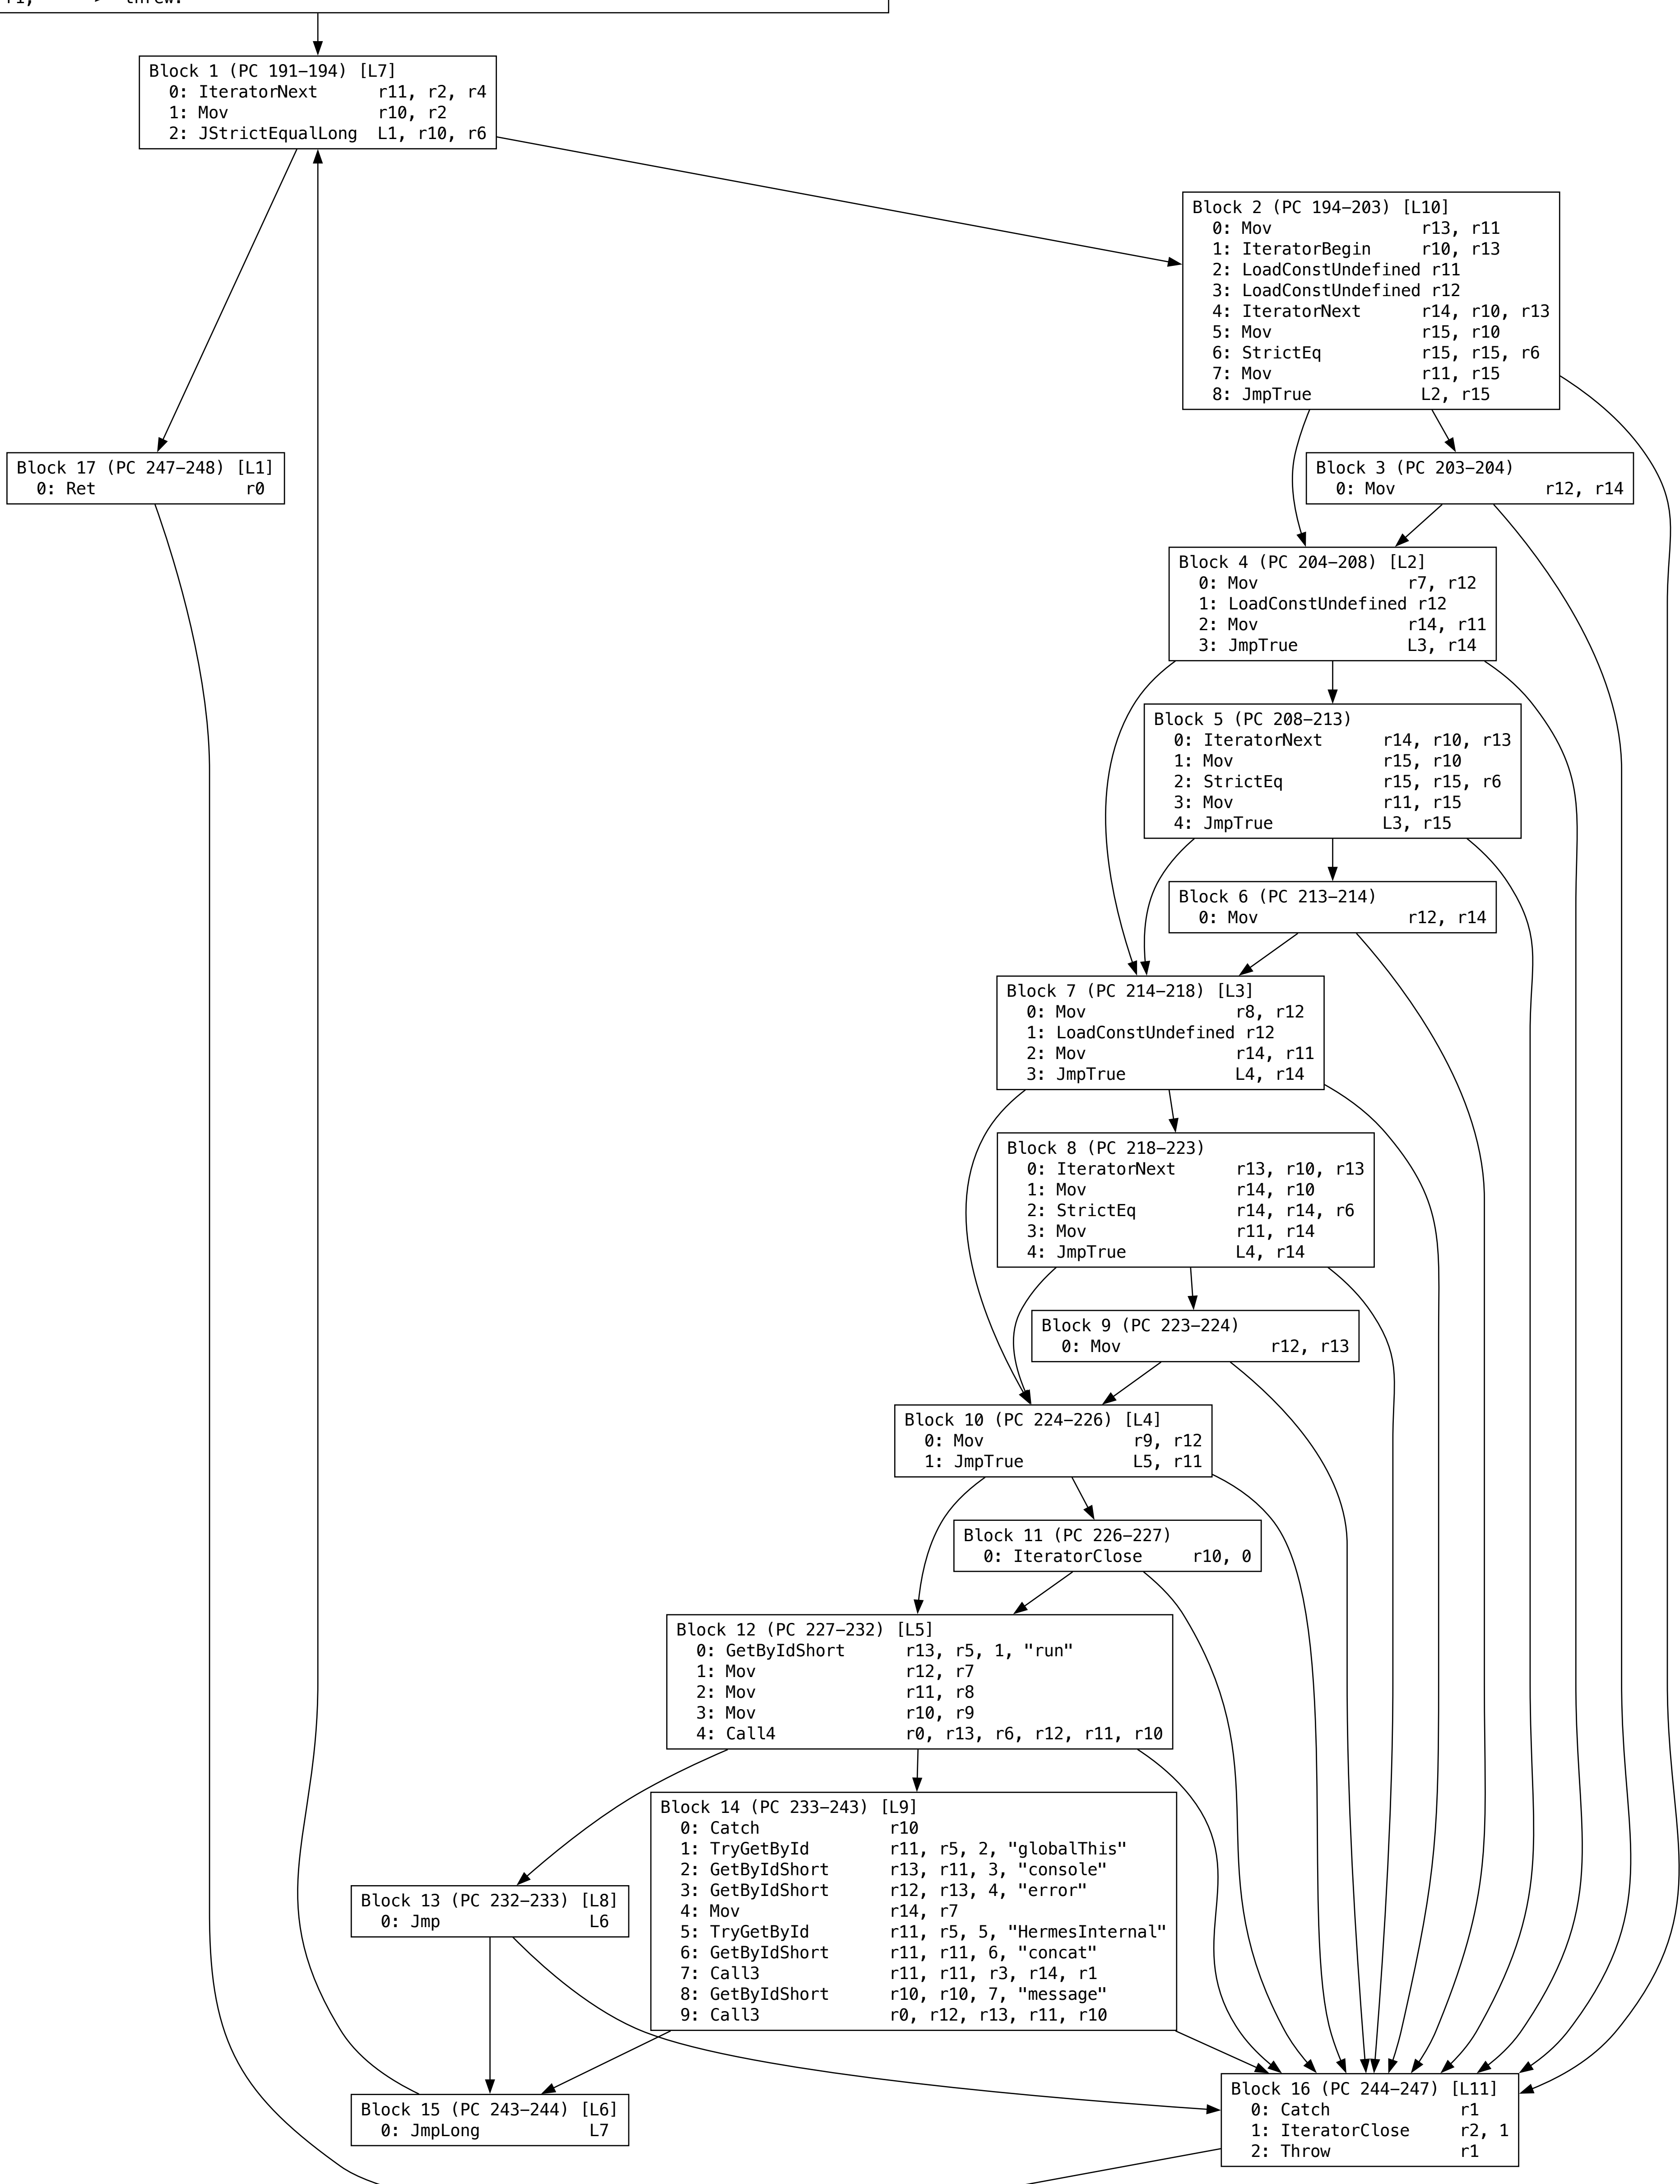 Block 1 (PC 191–194) [L7]
0: IteratorNext r11, r2, r4
1: Mov r10, r2
2: JStrictEqualLong L1, r10, r6
Block 2 (PC 194–203) [L10]
0: Mov r13, r11
1: IteratorBegin r10, r13
2: LoadConstUndefined r11
3: LoadConstUndefined r12
4: IteratorNext r14, r10, r13
5: Mov r15, r10
6: StrictEq r15, r15, r6
7: Mov r11, r15
8: JmpTrue L2, r15
Block 17 (PC 247–248) [L1]
0: Ret r0
Block 3 (PC 203–204)
0: Mov r12, r14
Block 4 (PC 204–208) [L2]
0: Mov r7, r12
1: LoadConstUndefined r12
2: Mov r14, r11
3: JmpTrue L3, r14
Block 5 (PC 208–213)
0: IteratorNext r14, r10, r13
1: Mov r15, r10
2: StrictEq r15, r15, r6
3: Mov r11, r15
4: JmpTrue L3, r15
Block 6 (PC 213–214)
0: Mov r12, r14
Block 7 (PC 214–218) [L3]
0: Mov r8, r12
1: LoadConstUndefined r12
2: Mov r14, r11
3: JmpTrue L4, r14
Block 8 (PC 218–223)
0: IteratorNext r13, r10, r13
1: Mov r14, r10
2: StrictEq r14, r14, r6
3: Mov r11, r14
4: JmpTrue L4, r14
Block 9 (PC 223–224)
0: Mov r12, r13
Block 10 (PC 224–226) [L4]
0: Mov r9, r12
1: JmpTrue L5, r11
Block 11 (PC 226–227)
0: IteratorClose r10, 0
Block 12 (PC 227–232) [L5]
0: GetByIdShort r13, r5, 1, "run"
1: Mov r12, r7
2: Mov r11, r8
3: Mov r10, r9
4: Call4 r0, r13, r6, r12, r11, r10
Block 14 (PC 233–243) [L9]
0: Catch r10
1: TryGetById r11, r5, 2, "globalThis"
2: GetByIdShort r13, r11, 3, "console"
3: GetByIdShort r12, r13, 4, "error"
4: Mov r14, r7
5: TryGetById r11, r5, 5, "HermesInternal"
6: GetByIdShort r11, r11, 6, "concat"
7: Call3 r11, r11, r3, r14, r1
8: GetByIdShort r10, r10, 7, "message"
9: Call3 r0, r12, r13, r11, r10
Block 13 (PC 232–233) [L8]
0: Jmp L6
Block 15 (PC 243–244) [L6]
0: JmpLong L7
Block 16 (PC 244–247) [L11]
0: Catch r1
1: IteratorClose r2, 1
2: Throw r1